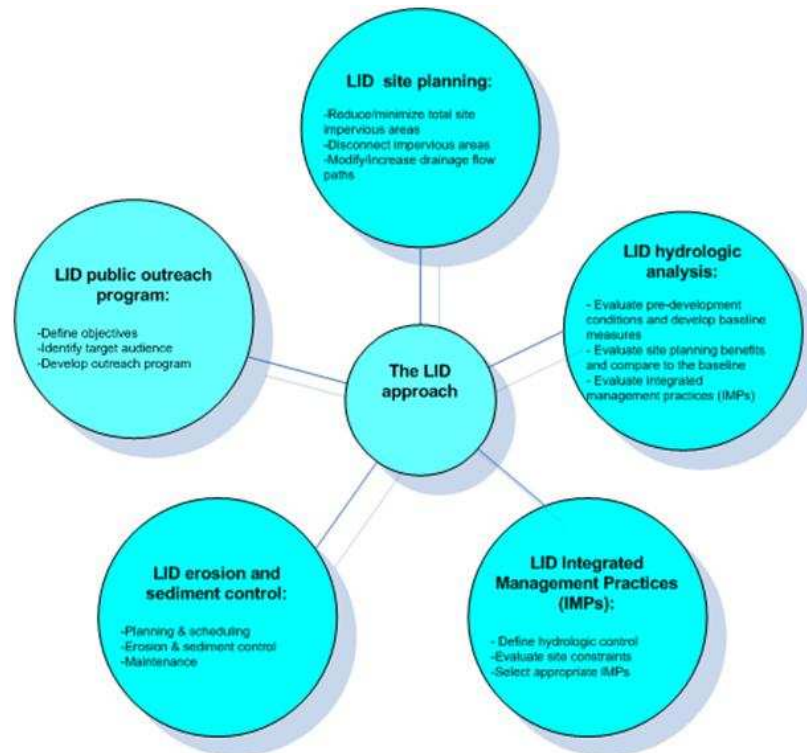 LID site planning:
-Reduce/minimize total site
impervious areas
-Disconnect impervious areas
-Modify/Increase drainage flow
paths
LID public outreach
program:
-Define objectives
-Identify target audience
-Develop outreach program
LID hydrologic
analysis:
- Evaluate pre-development
conditions and develop baseline
measures
- Evaluate site planning benefits
and compare to the baseline
- Evaluate integrated
management practices (IMPs)
The LID
approach
LID erosion and
sediment control:
-Planning & scheduling
-Erosion & sediment control
-Maintenance
LID Integrated
Management Practices
(IMPs):
- Define hydrologic control
-Evaluate site constraints
-Select appropriate IMPs